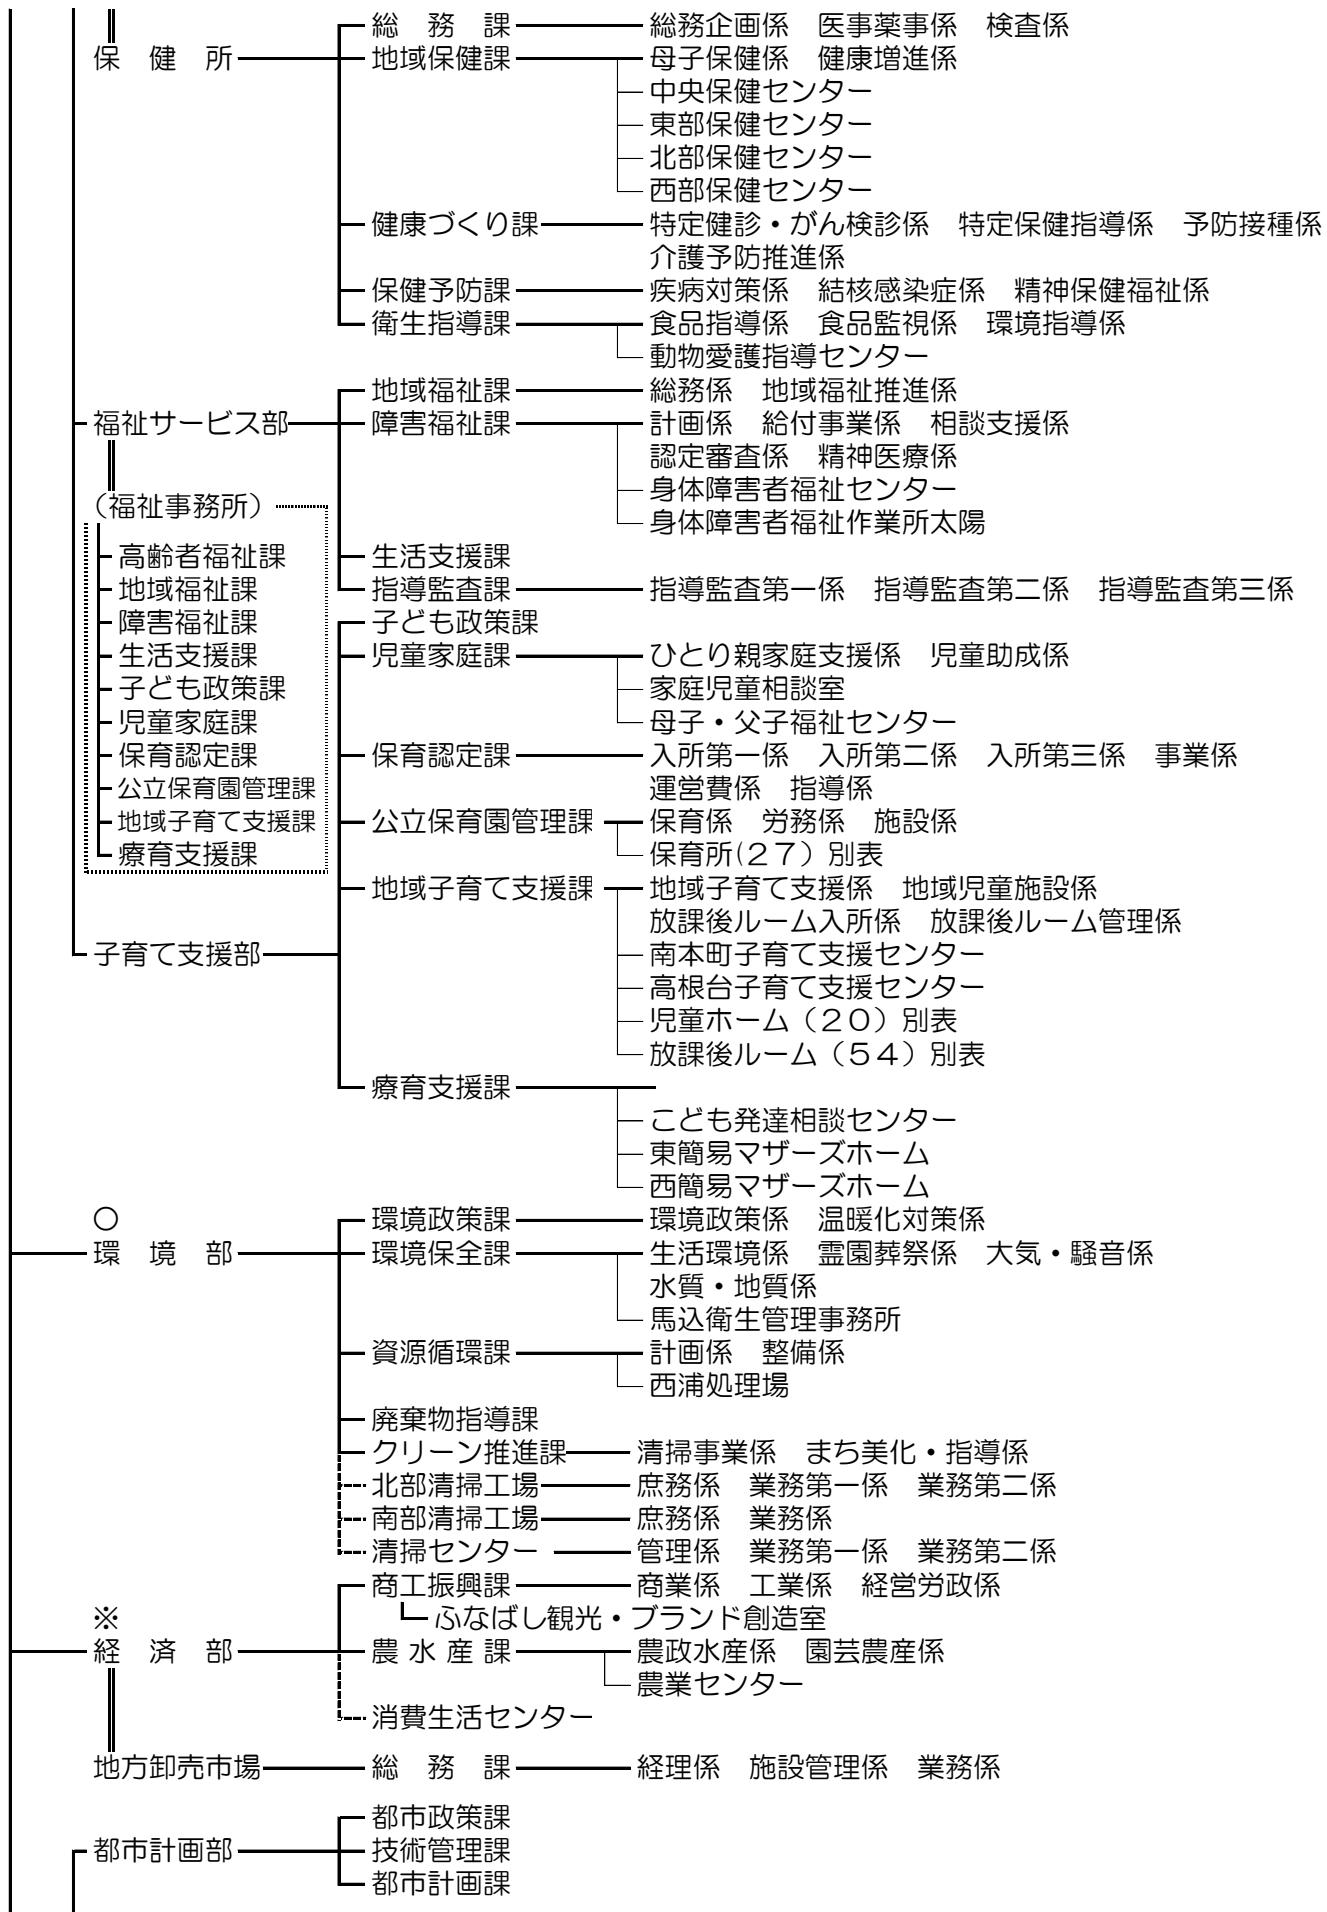 総　務　課　総務企画係　医事薬事係　検査係
保　健　所　地域保健課　母子保健係　健康増進係
中央保健センター
東部保健センター
北部保健センター
西部保健センター
健康づくり課　特定健診・がん検診係　特定保健指導係　予防接種係
介護予防推進係
保健予防課　疾病対策係　結核感染症係　精神保健福祉係
衛生指導課　食品指導係　食品監視係　環境指導係
動物愛護指導センター
地域福祉課　総務係　地域福祉推進係
福祉サービス部　障害福祉課　計画係　給付事業係　相談支援係
認定審査係　精神医療係
身体障害者福祉センター
（福祉事務所）
身体障害者福祉作業所太陽
高齢者福祉課　生活支援課
地域福祉課　指導監査課　指導監査第一係　指導監査第二係　指導監査第三係
障害福祉課　子ども政策課
生活支援課　児童家庭課　ひとり親家庭支援係　児童助成係
子ども政策課　家庭児童相談室
児童家庭課　母子・父子福祉センター
保育認定課　保育認定課　入所第一係　入所第二係　入所第三係　事業係
公立保育園管理課　運営費係　指導係
地域子育て支援課　公立保育園管理課　保育係　労務係　施設係
療育支援課　保育所(２７）別表
地域子育て支援課　地域子育て支援係　地域児童施設係
放課後ルーム入所係　放課後ルーム管理係
子育て支援部　南本町子育て支援センター
高根台子育て支援センター
児童ホーム（２０）別表
放課後ルーム（５４）別表
療育支援課
こども発達相談センター
東簡易マザーズホーム
西簡易マザーズホーム
○　環境政策課　環境政策係　温暖化対策係
環　境　部　環境保全課　生活環境係　霊園葬祭係　大気・騒音係
水質・地質係
馬込衛生管理事務所
資源循環課　計画係　整備係
西浦処理場
廃棄物指導課
クリーン推進課　清掃事業係　まち美化・指導係
北部清掃工場　庶務係　業務第一係　業務第二係
南部清掃工場　庶務係　業務係
清掃センター　管理係　業務第一係　業務第二係
商工振興課　商業係　工業係　経営労政係
※　ふなばし観光・ブランド創造室
経　済　部　農 水 産 課　農政水産係　園芸農産係
農業センター
消費生活センター
地方卸売市場　総　務　課　経理係　施設管理係　業務係
都市政策課
都市計画部　技術管理課
都市計画課